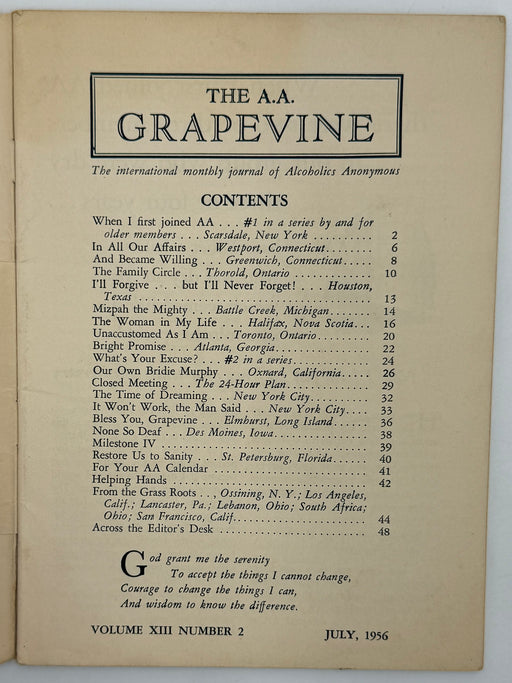 THE A.A.
GRAPEVINE
The international monthly journal of Alcoholics Anonymous
CONTENTS
When I first joined AA . . . #1 in a series by and for
older members . . . Scarsdale, New York .......... 2
In All Our Affairs . . . Westport, Connecticut..... 6
And Became Willing . . . Greenwich, Connecticut..... 8
The Family Circle . . . Thorold, Ontario .............. 10
I'll Forgive . . . but I'll Never Forget! . . . Houston,
Texas .......................................... 13
Mizpah the Mighty . . . Battle Creek, Michigan....... 14
The Woman in My Life . . . Halifax, Nova Scotia... 16
Unaccustomed As I Am . . . Toronto, Ontario......... 20
Bright Promise . . . Atlanta, Georgia................. 22
What's Your Excuse? . . . #2 in a series............. 24
Our Own Bridie Murphy . . . Oxnard, California..... 26
Closed Meeting . . . The 24-Hour Plan............... 29
The Time of Dreaming . . . New York City........... 32
It Won't Work, the Man Said . . . New York City.... 33
Bless You, Grapevine . . . Elmhurst, Long Island...... 36
None So Deaf . . . Des Moines, Iowa................ 38
Milestone IV ...................................... 39
Restore Us to Sanity . . . St. Petersburg, Florida...... 40
For Your AA Calendar ............................. 41
Helping Hands .................................... 42
From the Grass Roots . . . Ossining, N. Y.; Los Angeles,
Calif.; Lancaster, Pa.; Lebanon, Ohio; South Africa;
Ohio; San Francisco, Calif......................... 44
Across the Editor's Desk ........................... 48
God grant me the serenity
To accept the things I cannot change,
Courage to change the things I can,
And wisdom to know the difference.
VOLUME XIII NUMBER 2 JULY, 1956